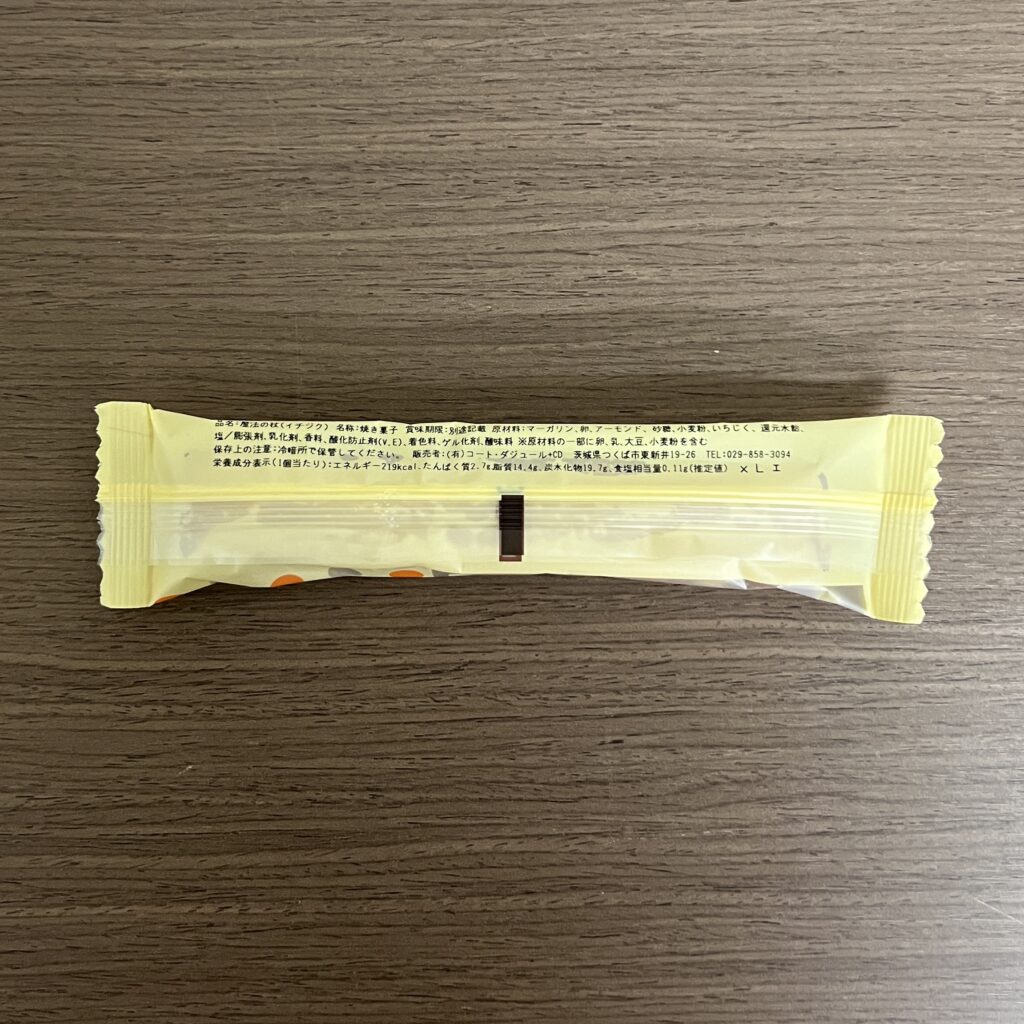 品名:魔法の杖(イチジク) 名称:焼き菓子 賞味期限:別途記載 原材料:マーガリン、卵、アーモンド、砂糖、小麦粉、いちじく、還元水飴、
塩/膨張剤、乳化剤、香料、酸化防止剤(V.E)、着色料、ゲル化剤、酸味料 ※原材料の一部に卵、乳、大豆、小麦粉を含む
保存上の注意:冷暗所で保管してください。 販売者:(有)コート・ダジュール+CD 茨城県つくば市東新井19-26 TEL:029-858-3094
栄養成分表示(1個当たり):エネルギー219kcal、たんぱく質2.7g、脂質14.4g、炭水化物19.7g、食塩相当量0.11g(推定値) ×LI